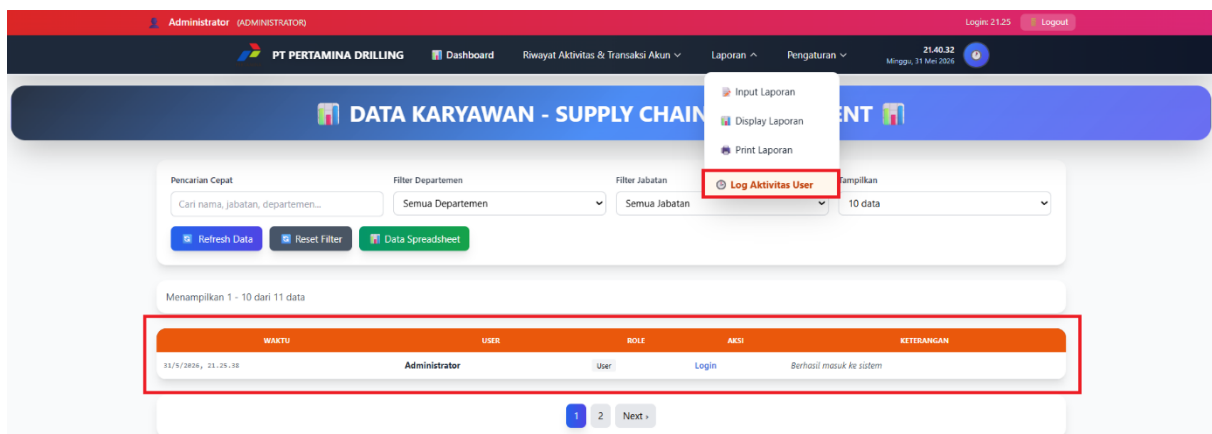 Administrator (ADMINISTRATOR)
Login: 21.25
Logout
PT PERTAMINA DRILLING
Dashboard
Riwayat Aktivitas & Transaksi Akun
Laporan
Pengaturan
21.40.32
Minggu, 31 Mei 2026
Input Laporan
Display Laporan
Print Laporan
Log Aktivitas User
DATA KARYAWAN - SUPPLY CHAIN
ENT
Pencarian Cepat
Filter Departemen
Filter Jabatan
Tampilkan
Cari nama, jabatan, departemen...
Semua Departemen
Semua Jabatan
10 data
Refresh Data
Reset Filter
Data Spreadsheet
Menampilkan 1 - 10 dari 11 data
WAKTU USER ROLE AKSI KETERANGAN
31/5/2026, 21.25.38 Administrator User Login Berhasil masuk ke sistem
1 2 Next ›